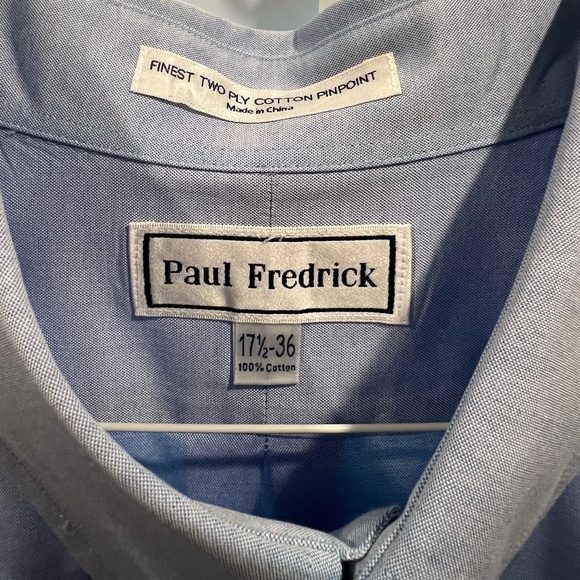 FINEST TWO PLY COTTON PINPOINT
Made in China
Paul Fredrick
17½-36
100% Cotton